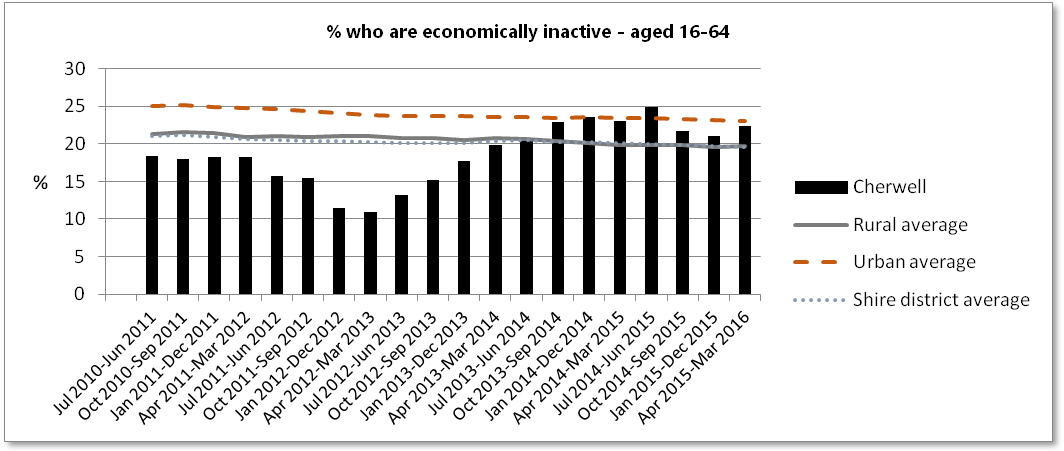 % who are economically inactive - aged 16-64
30
25
20
15
10
5
0
%
Jul 2010-Jun 2011
Oct 2010-Sep 2011
Jan 2011-Dec 2011
Apr 2011-Mar 2012
Jul 2011-Jun 2012
Oct 2011-Sep 2012
Jan 2012-Dec 2012
Apr 2012-Mar 2013
Jul 2012-Jun 2013
Oct 2012-Sep 2013
Jan 2013-Dec 2013
Apr 2013-Mar 2014
Jul 2013-Jun 2014
Oct 2013-Sep 2014
Jan 2014-Dec 2014
Apr 2014-Mar 2015
Jul 2014-Jun 2015
Oct 2014-Sep 2015
Jan 2015-Dec 2015
Apr 2015-Mar 2016
Cherwell
Rural average
Urban average
Shire district average